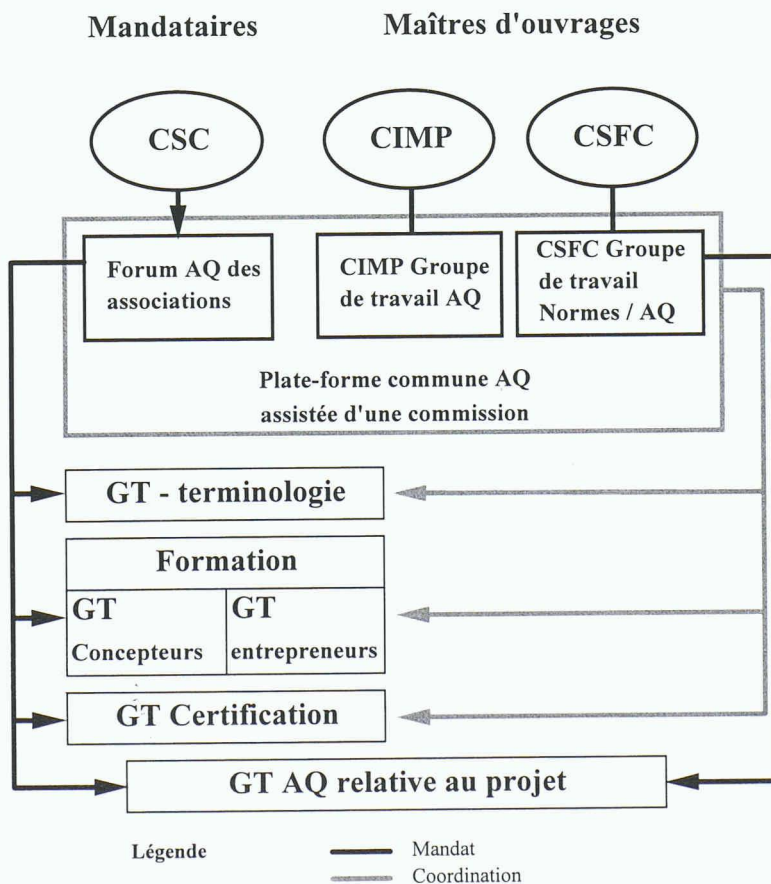 Mandataires
Maîtres d'ouvrages
CSC
CIMP
CSFC
Forum AQ des
associations
CIMP Groupe
de travail AQ
CSFC Groupe
de travail
Normes / AQ
Plate-forme commune AQ
assistée d'une commission
GT - terminologie
Formation
GT
Concepteurs
GT
entrepreneurs
GT Certification
GT AQ relative au projet
Légende
Mandat
Coordination